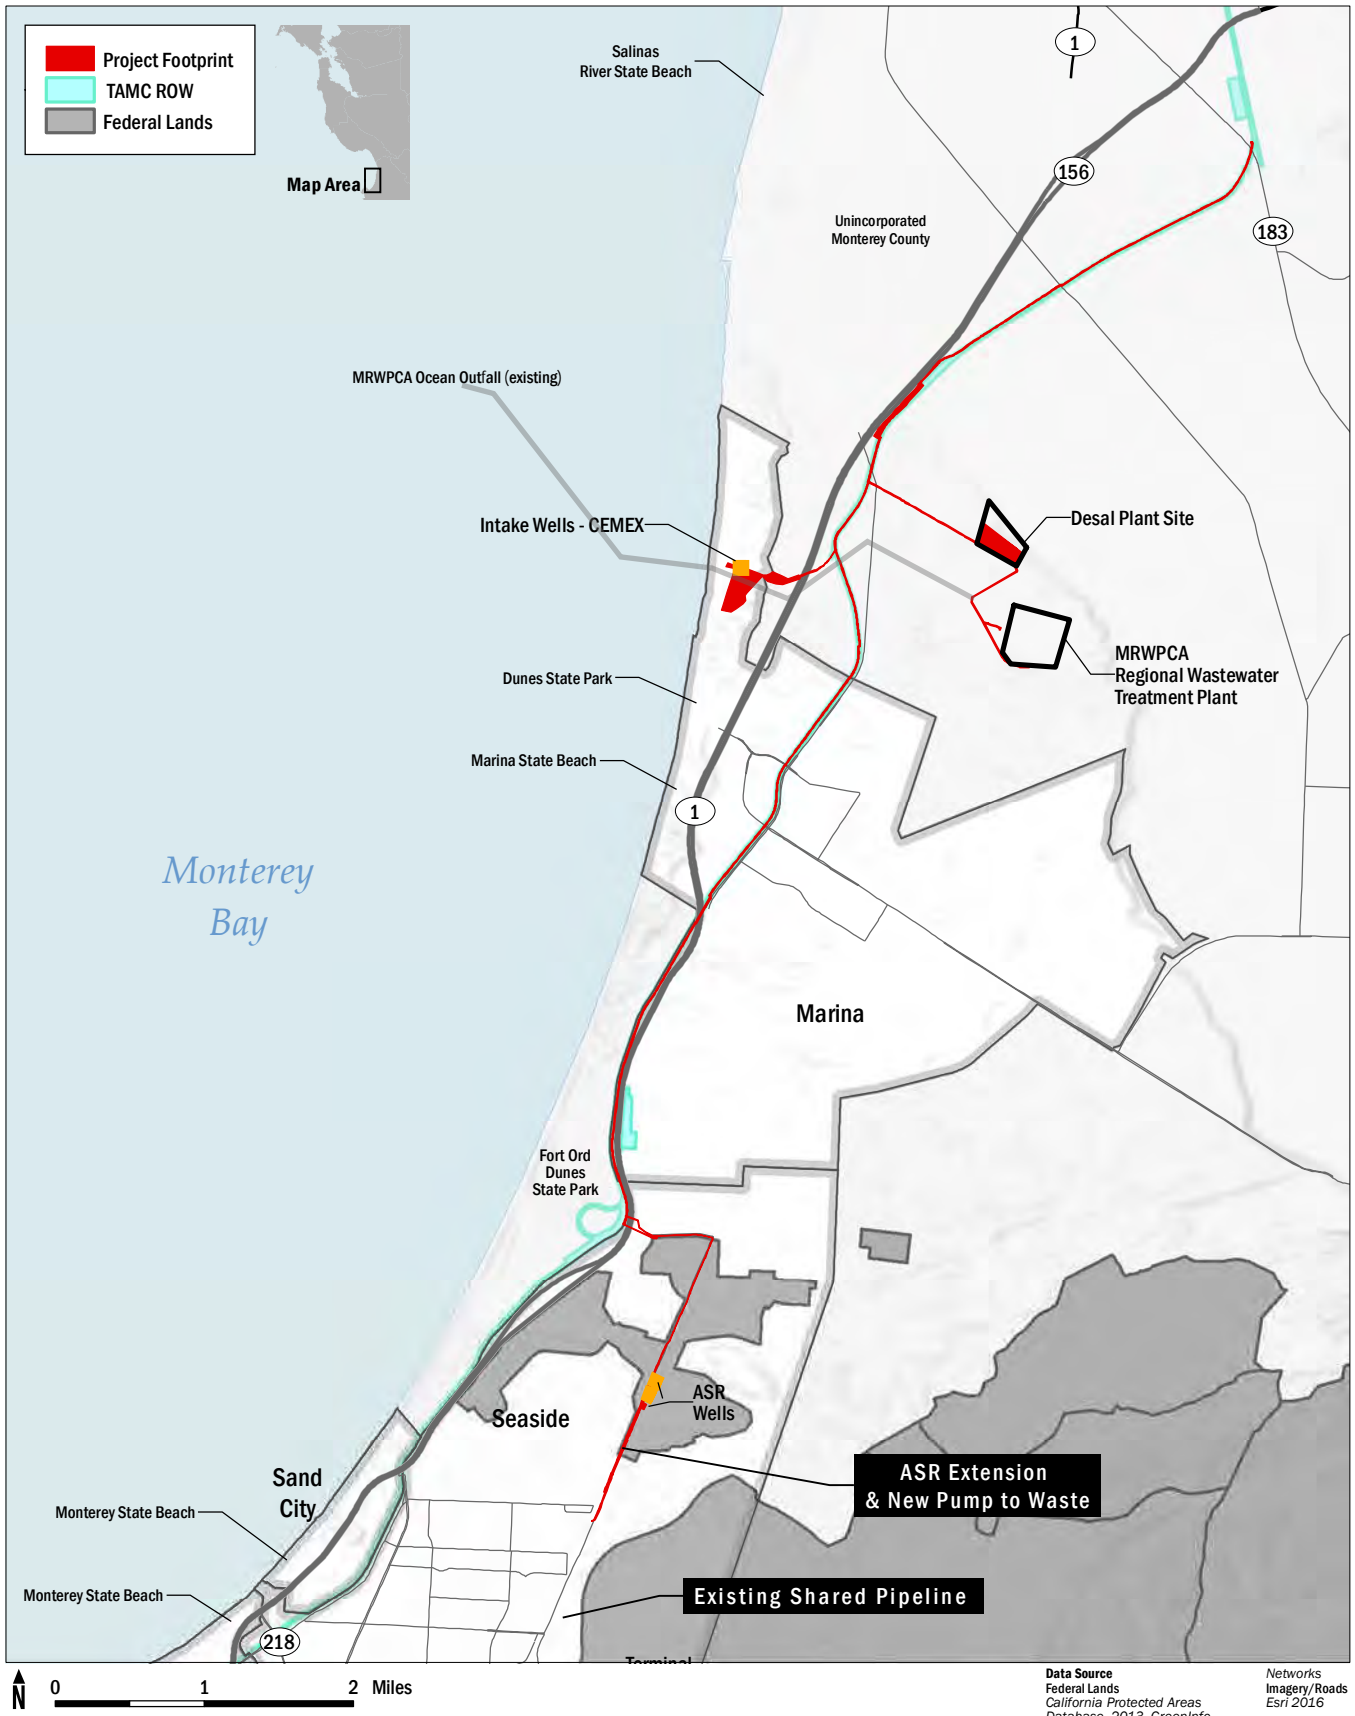 Project Footprint
TAMC ROW
Federal Lands
Map Area
Salinas
River State Beach
1
156
183
Unincorporated
Monterey County
MRWPCA Ocean Outfall (existing)
Intake Wells - CEMEX
Desal Plant Site
MRWPCA
Regional Wastewater
Treatment Plant
Dunes State Park
Marina State Beach
1
Monterey
Bay
Marina
Fort Ord
Dunes
State Park
ASR
Wells
Seaside
ASR Extension
& New Pump to Waste
Sand
City
Monterey State Beach
Existing Shared Pipeline
Monterey State Beach
218
Terminal
N
0 1 2 Miles
Data Source
Federal Lands
California Protected Areas
Database, 2013, GreenInfo
Networks
Imagery/Roads
Esri 2016